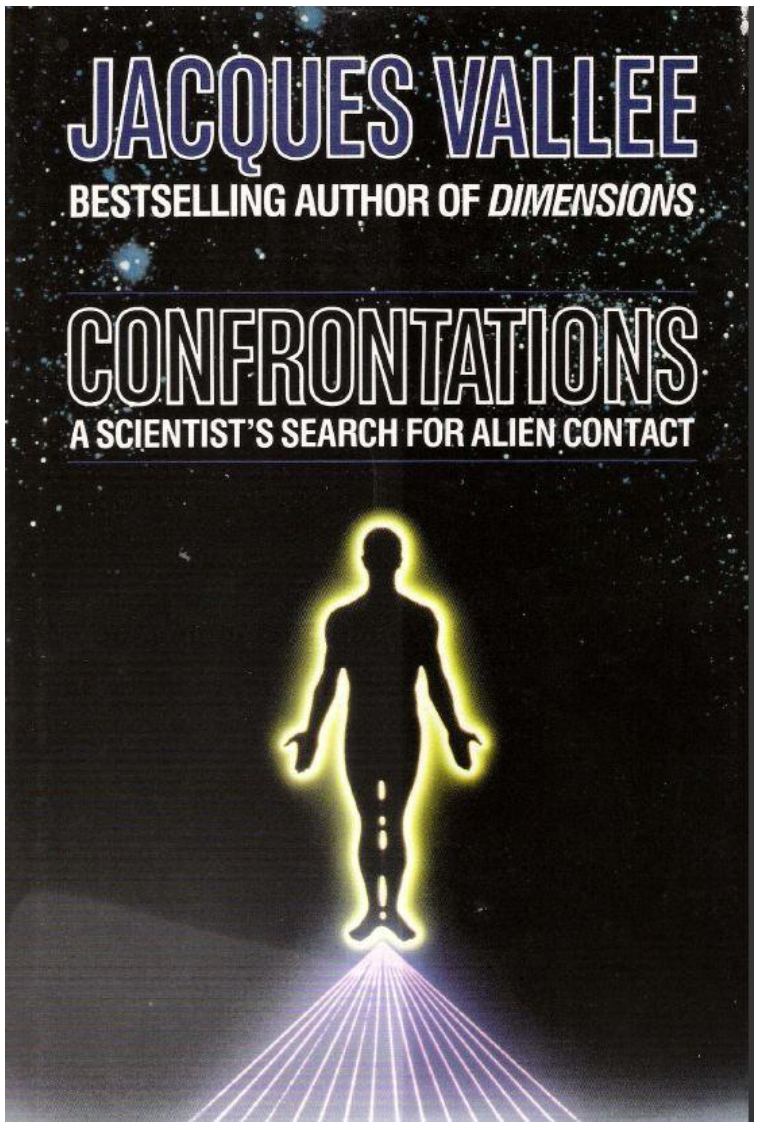 JACQUES VALLEE
BESTSELLING AUTHOR OF DIMENSIONS
CONFRONTATIONS
A SCIENTIST'S SEARCH FOR ALIEN CONTACT